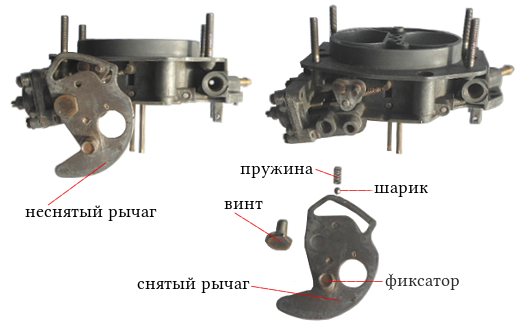 пружина
шарик
винт
неснятый рычаг
снятый рычаг
фиксатор